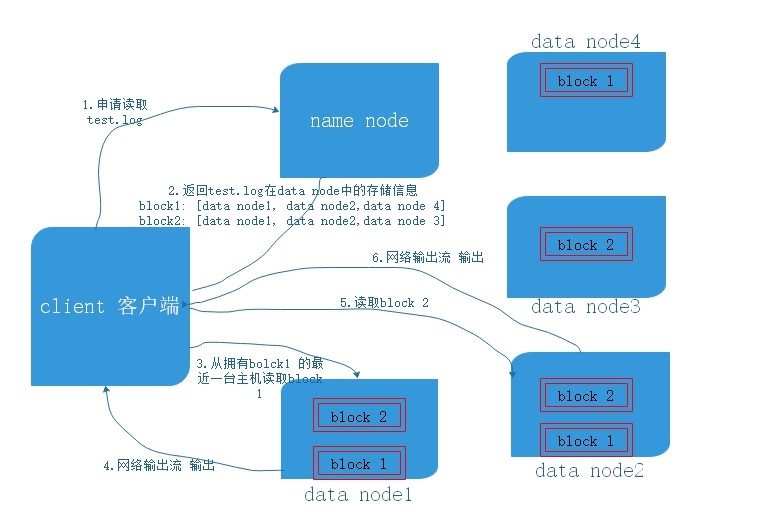 data node4
block 1
1.申请读取
test.log
name node
2.返回test.log在data node中的存储信息
block1: [data node1, data node2,data node 4]
block2: [data node1, data node2,data node 3]
block 2
data node3
client 客户端
6.网络输出流 输出
5.读取block 2
3.从拥有bolck1 的最
近一台主机读取block
1
block 2
block 1
data node2
block 2
block 1
data node1
4.网络输出流 输出